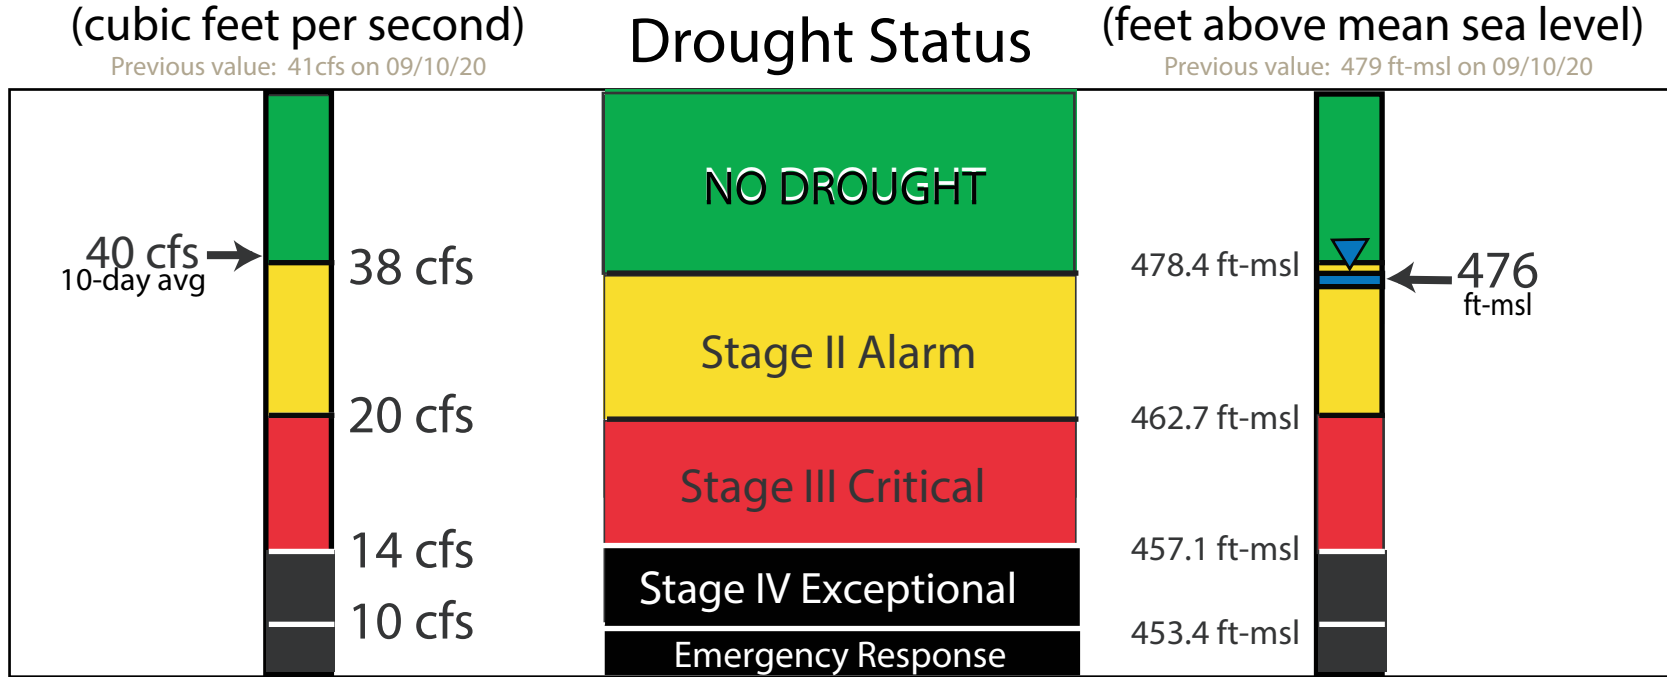 (cubic feet per second)
Previous value: 41cfs on 09/10/20
Drought Status
(feet above mean sea level)
Previous value: 479 ft-msl on 09/10/20
40 cfs
10-day avg
38 cfs
20 cfs
14 cfs
10 cfs
NO DROUGHT
Stage II Alarm
Stage III Critical
Stage IV Exceptional
Emergency Response
478.4 ft-msl
462.7 ft-msl
457.1 ft-msl
453.4 ft-msl
476
ft-msl